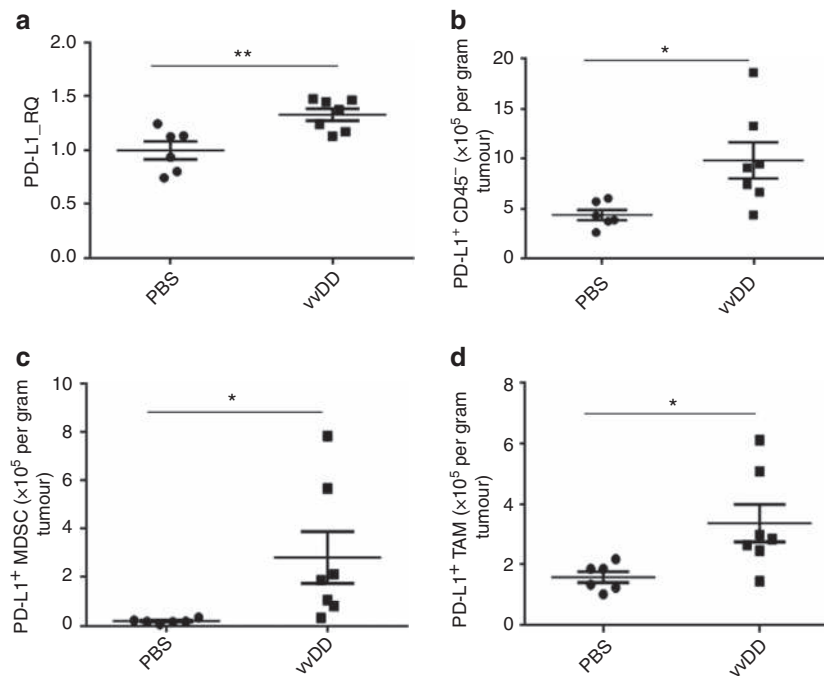 a
**
PD-L1_RQ
2.0
1.5
1.0
0.5
0.0
PBS
vvDD
b
*
PD-L1⁺ CD45⁻ (×10⁵ per gram
tumour)
20
15
10
5
0
PBS
vvDD
c
*
PD-L1⁺ MDSC (×10⁵ per gram
tumour)
10
8
6
4
2
0
PBS
vvDD
d
*
PD-L1⁺ TAM (×10⁵ per gram
tumour)
8
6
4
2
0
PBS
vvDD